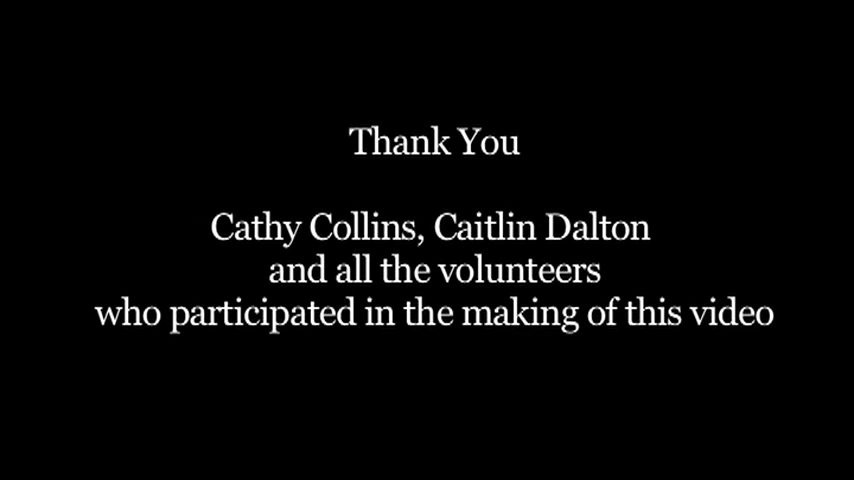 Thank You
Cathy Collins, Caitlin Dalton
and all the volunteers
who participated in the making of this video